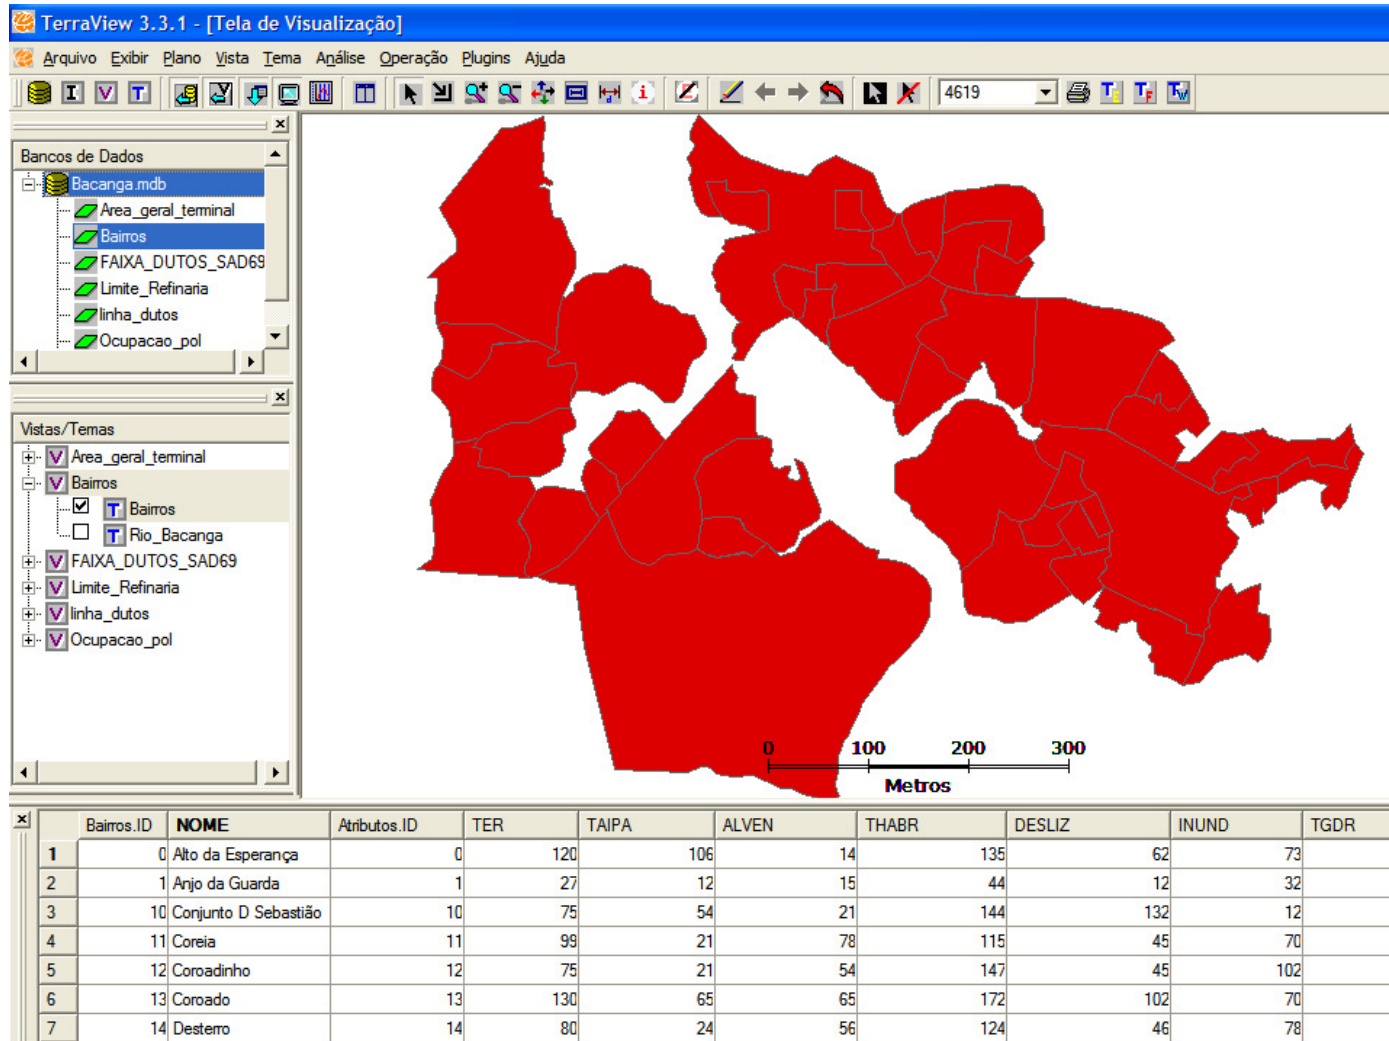 TerraView 3.3.1 - [Tela de Visualização]
Arquivo Exibir Plano Vista Tema Análise Operação Plugins Ajuda
4619
Bancos de Dados
Bacanga.mdb
Area_geral_terminal
Bairros
FAIXA_DUTOS_SAD69
Limite_Refinaria
linha_dutos
Ocupacao_pol
Vistas/Temas
Area_geral_terminal
Bairros
Bairros
Rio_Bacanga
FAIXA_DUTOS_SAD69
Limite_Refinaria
linha_dutos
Ocupacao_pol
0 100 200 300
Metros
Bairros.ID NOME Atributos.ID TER TAIPA ALVEN THABR DESLIZ INUND TGDR
1 0 Alto da Esperança 0 120 106 14 135 62 73
2 1 Anjo da Guarda 1 27 12 15 44 12 32
3 10 Conjunto D Sebastião 10 75 54 21 144 132 12
4 11 Coreia 11 99 21 78 115 45 70
5 12 Coroadinho 12 75 21 54 147 45 102
6 13 Coroado 13 130 65 65 172 102 70
7 14 Desterro 14 80 24 56 124 46 78